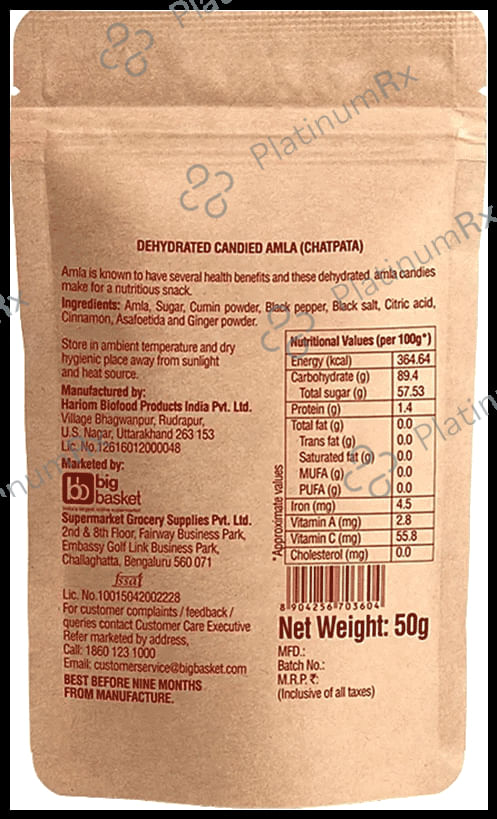 PlatinumRx
PlatinumRx
DEHYDRATED CANDIED AMLA (CHATPATA)
Amla is known to have several health benefits and these dehydrated amla candies
make for a nutritious snack.
Ingredients: Amla, Sugar, Cumin powder, Black pepper, Black salt, Citric acid,
Cinnamon, Asafoetida and Ginger powder.
Store in ambient temperature and dry
hygienic place away from sunlight
and heat source.
Manufactured by:
Hariom Biofood Products India Pvt. Ltd.
Village Bhagwanpur, Rudrapur,
U.S. Nagar, Uttarakhand 263 153
Lic No.12616012000048
Marketed by:
bb big
basket
India's largest online supermarket
Supermarket Grocery Supplies Pvt. Ltd.
2nd & 8th Floor, Fairway Business Park,
Embassy Golf Link Business Park,
Challaghatta, Bengaluru 560 071
fssai
Lic. No.10015042002228
For customer complaints / feedback /
queries contact Customer Care Executive
Refer marketed by address,
Call: 1860 123 1000
Email: customerservice@bigbasket.com
BEST BEFORE NINE MONTHS
FROM MANUFACTURE.
Nutritional Values (per 100g*)
Energy (kcal) 364.64
Carbohydrate (g) 89.4
Total sugar (g) 57.53
Protein (g) 1.4
Total fat (g) 0.0
Trans fat (g) 0.0
Saturated fat (g) 0.0
MUFA (g) 0.0
PUFA (g) 0.0
Iron (mg) 4.5
Vitamin A (mg) 2.8
Vitamin C (mg) 55.8
Cholesterol (mg) 0.0
*Approximate values
8 904256 703604
Net Weight: 50g
MFD.:
Batch No.:
M.R.P. ₹:
(Inclusive of all taxes)
PlatinumRx
PlatinumRx